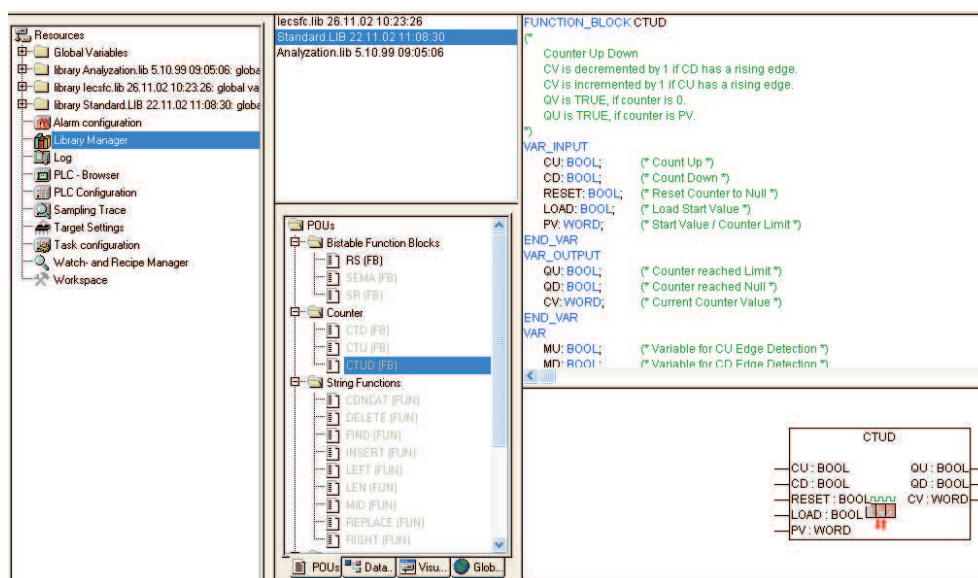 Resources
Global Variables
library Analyzation.lib 5.10.99 09:05:06: globa
library Iecsfc.lib 26.11.02 10:23:26: global va
library Standard.LIB 22.11.02 11:08:30: globa
Alarm configuration
Library Manager
Log
PLC - Browser
PLC Configuration
Sampling Trace
Target Settings
Task configuration
Watch- and Recipe Manager
Workspace
Iecsfc.lib 26.11.02 10:23:26
Standard.LIB 22.11.02 11:08:30
Analyzation.lib 5.10.99 09:05:06
POUs
Bistable Function Blocks
RS (FB)
SEMA (FB)
SR (FB)
Counter
CTD (FB)
CTU (FB)
CTUD (FB)
String Functions
CONCAT (FUN)
DELETE (FUN)
FIND (FUN)
INSERT (FUN)
LEFT (FUN)
LEN (FUN)
MID (FUN)
REPLACE (FUN)
RIGHT (FUN)
POUs Data.. Visu... Glob...
FUNCTION_BLOCK CTUD
(*
Counter Up Down
CV is decremented by 1 if CD has a rising edge.
CV is incremented by 1 if CU has a rising edge.
QV is TRUE, if counter is 0.
QU is TRUE, if counter is PV.
*)
VAR_INPUT
CU: BOOL; (* Count Up *)
CD: BOOL; (* Count Down *)
RESET: BOOL; (* Reset Counter to Null *)
LOAD: BOOL; (* Load Start Value *)
PV: WORD; (* Start Value / Counter Limit *)
END_VAR
VAR_OUTPUT
QU: BOOL; (* Counter reached Limit *)
QD: BOOL; (* Counter reached Null *)
CV: WORD; (* Current Counter Value *)
END_VAR
VAR
MU: BOOL; (* Variable for CU Edge Detection *)
MD: BOOL; (* Variable for CD Edge Detection *)
CTUD
CU : BOOL QU : BOOL
CD : BOOL QD : BOOL
RESET : BOOL CV : WORD
LOAD : BOOL
PV : WORD